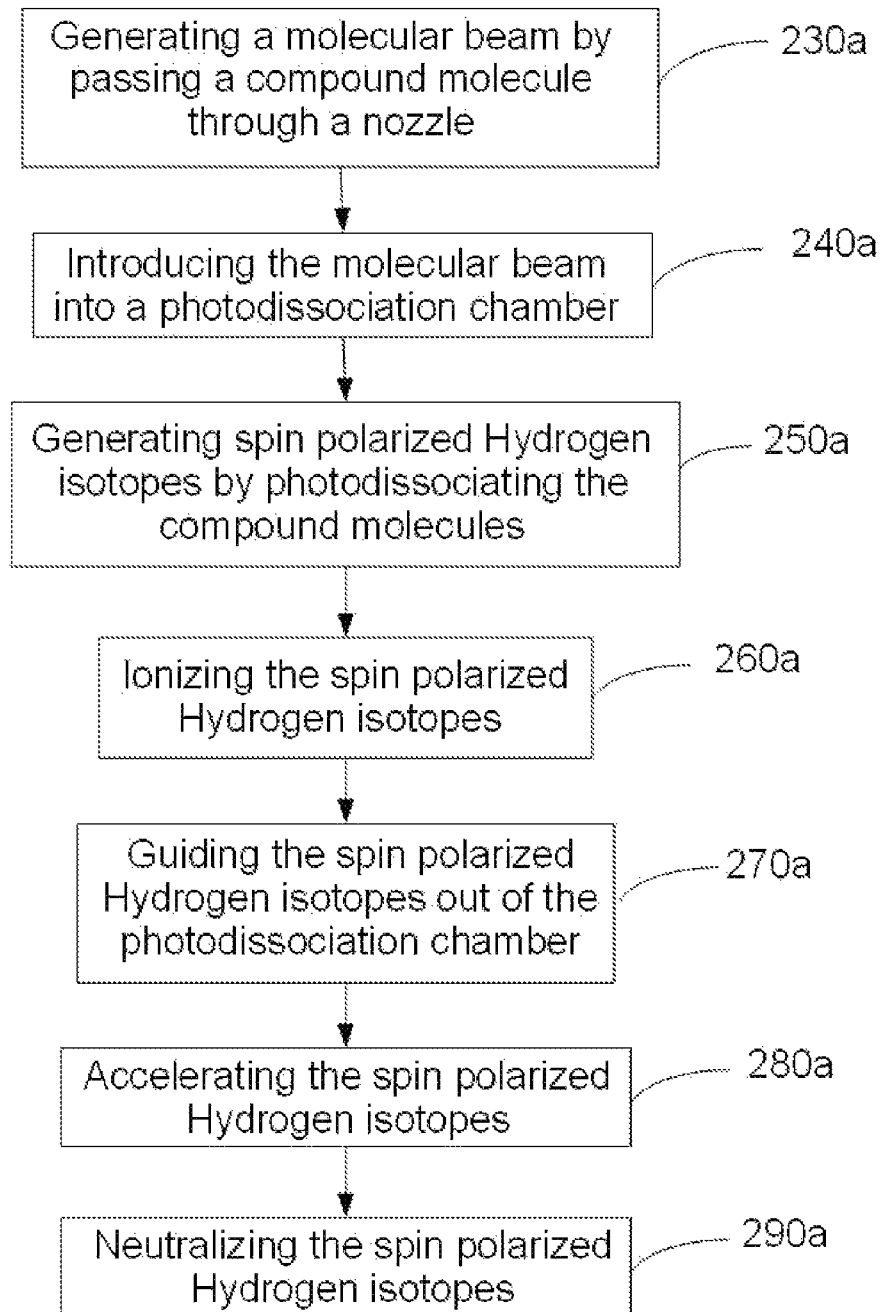 Generating a molecular beam by
passing a compound molecule
through a nozzle
230a
Introducing the molecular beam
into a photodissociation chamber
240a
Generating spin polarized Hydrogen
isotopes by photodissociating the
compound molecules
250a
Ionizing the spin polarized
Hydrogen isotopes
260a
Guiding the spin polarized
Hydrogen isotopes out of the
photodissociation chamber
270a
Accelerating the spin polarized
Hydrogen isotopes
280a
Neutralizing the spin polarized
Hydrogen isotopes
290a